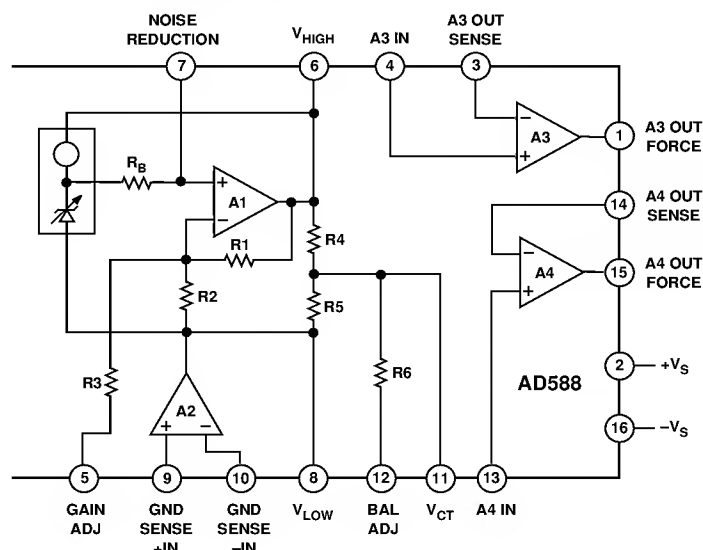 NOISE
REDUCTION
VHIGH
A3 IN
A3 OUT
SENSE
7
6
4
3
A3
1
A3 OUT
FORCE
RB
A1
14
A4 OUT
SENSE
R1
R4
A4
15
A4 OUT
FORCE
R2
R5
R3
R6
AD588
2
+VS
A2
16
–VS
5
9
10
8
12
11
13
GAIN
ADJ
GND
SENSE
+IN
GND
SENSE
–IN
VLOW
BAL
ADJ
VCT
A4 IN